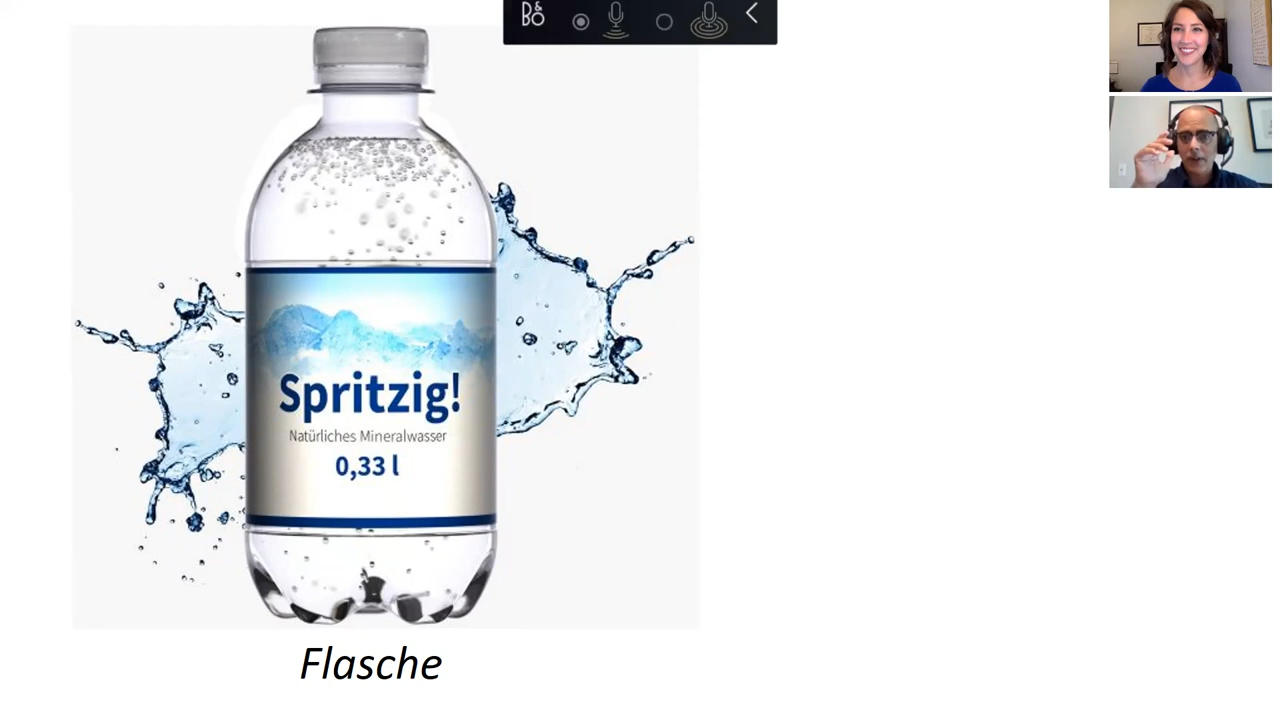 B&O
Spritzig!
Natürliches Mineralwasser
0,33 l
Flasche